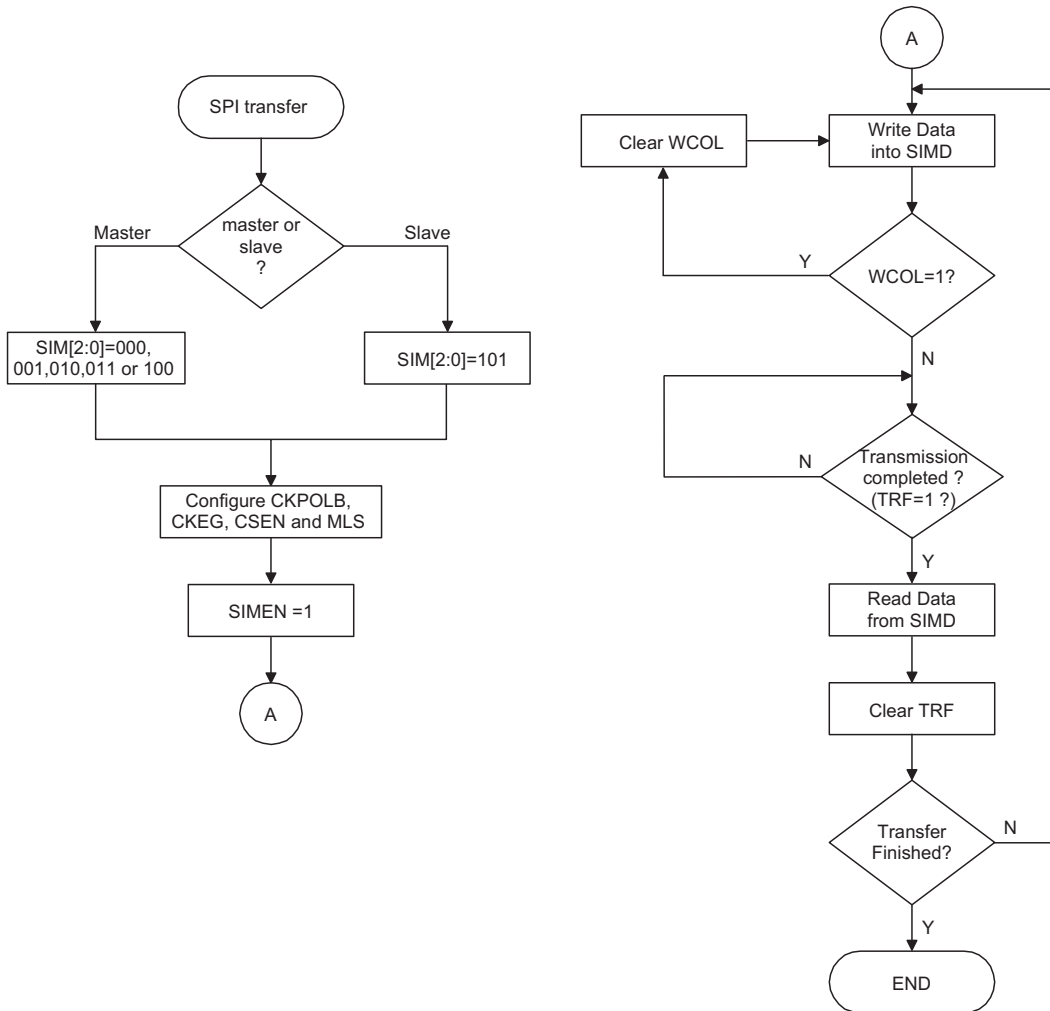 SPI transfer
master or
slave
?
Master
Slave
SIM[2:0]=000,
001,010,011 or 100
SIM[2:0]=101
Configure CKPOLB,
CKEG, CSEN and MLS
SIMEN =1
A
A
Clear WCOL
Write Data
into SIMD
Y
WCOL=1?
N
N
Transmission
completed ?
(TRF=1 ?)
Y
Read Data
from SIMD
Clear TRF
Transfer
Finished?
N
Y
END